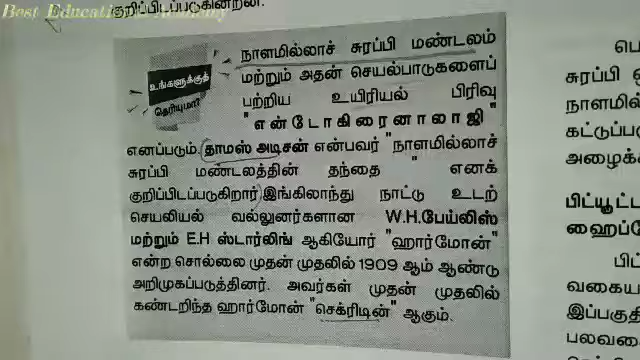 Best Education Academy
குறிப்பிடப்படுகின்றன.
உங்களுக்குத் தெரியுமா?
நாளமில்லாச் சுரப்பி மண்டலம்
மற்றும் அதன் செயல்பாடுகளைப்
பற்றிய உயிரியல் பிரிவு
"என்டோகிரைனாலாஜி"
எனப்படும். தாமஸ் அடிசன் என்பவர் "நாளமில்லாச்
சுரப்பி மண்டலத்தின் தந்தை" எனக்
குறிப்பிடப்படுகிறார். இங்கிலாந்து நாட்டு உடற்
செயலியல் வல்லுனர்களான W.H.பேய்லிஸ்
மற்றும் E.H ஸ்டார்லிங் ஆகியோர் "ஹார்மோன்"
என்ற சொல்லை முதன் முதலில் 1909 ஆம் ஆண்டு
அறிமுகப்படுத்தினர். அவர்கள் முதன் முதலில்
கண்டறிந்த ஹார்மோன் "செக்ரிடின்" ஆகும்.
சுரப்பி
நாளமில்
கட்டுப்ப
அழைக்க
பிட்யூட்ட
ஹைப்போ
பிட்
வகைய
இப்பகுதி
பலவகை